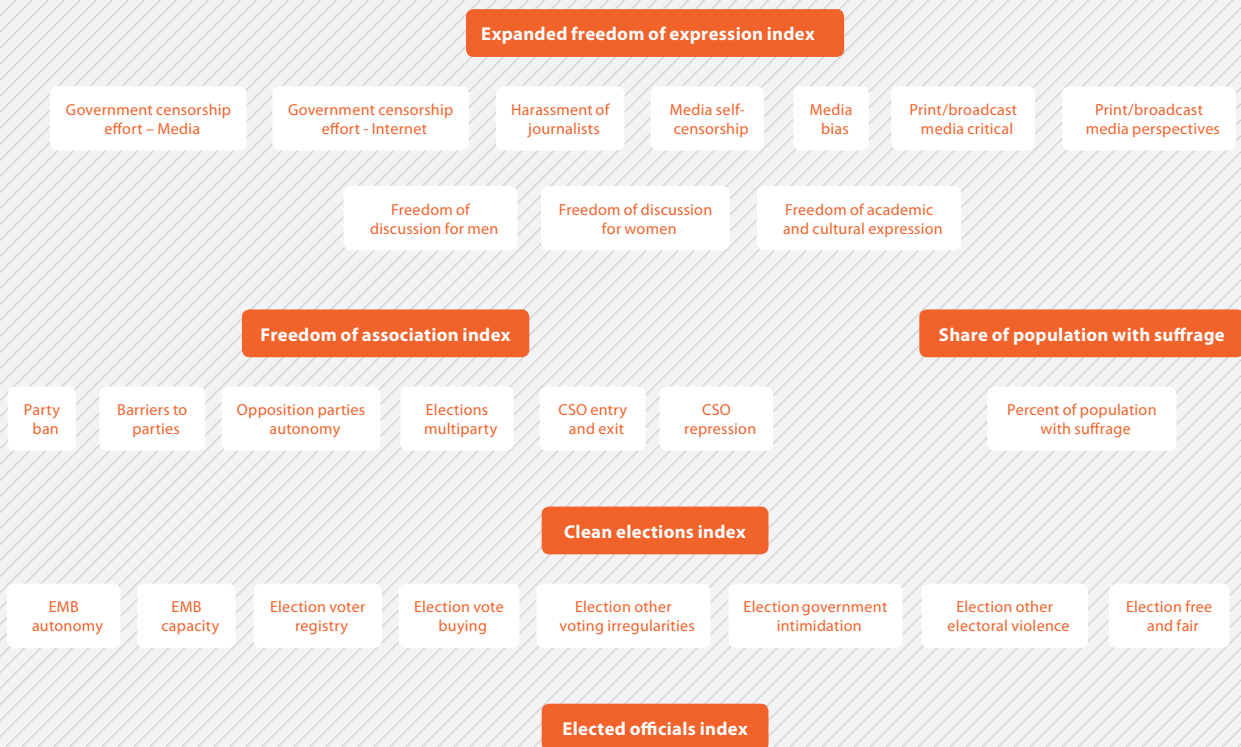 Expanded freedom of expression index
Government censorship
effort – Media
Government censorship
effort - Internet
Harassment of
journalists
Media self-
censorship
Media
bias
Print/broadcast
media critical
Print/broadcast
media perspectives
Freedom of
discussion for men
Freedom of discussion
for women
Freedom of academic
and cultural expression
Freedom of association index
Share of population with suffrage
Party
ban
Barriers to
parties
Opposition parties
autonomy
Elections
multiparty
CSO entry
and exit
CSO
repression
Percent of population
with suffrage
Clean elections index
EMB
autonomy
EMB
capacity
Election voter
registry
Election vote
buying
Election other
voting irregularities
Election government
intimidation
Election other
electoral violence
Election free
and fair
Elected officials index